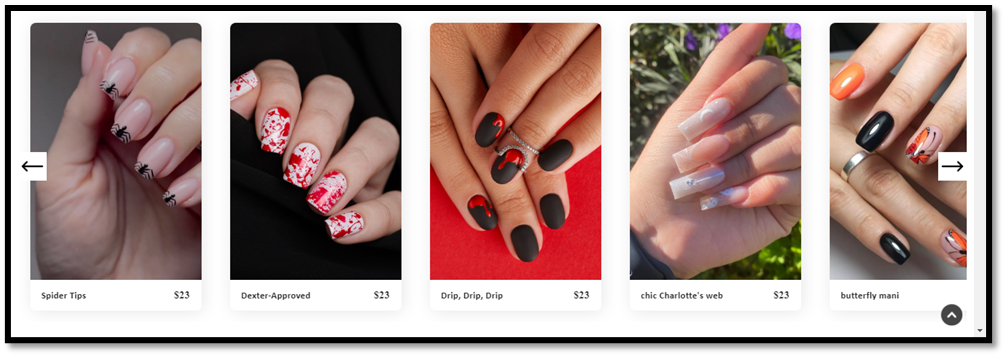 Spider Tips
$23
Dexter-Approved
$23
Drip, Drip, Drip
$23
chic Charlotte's web
$23
butterfly mani